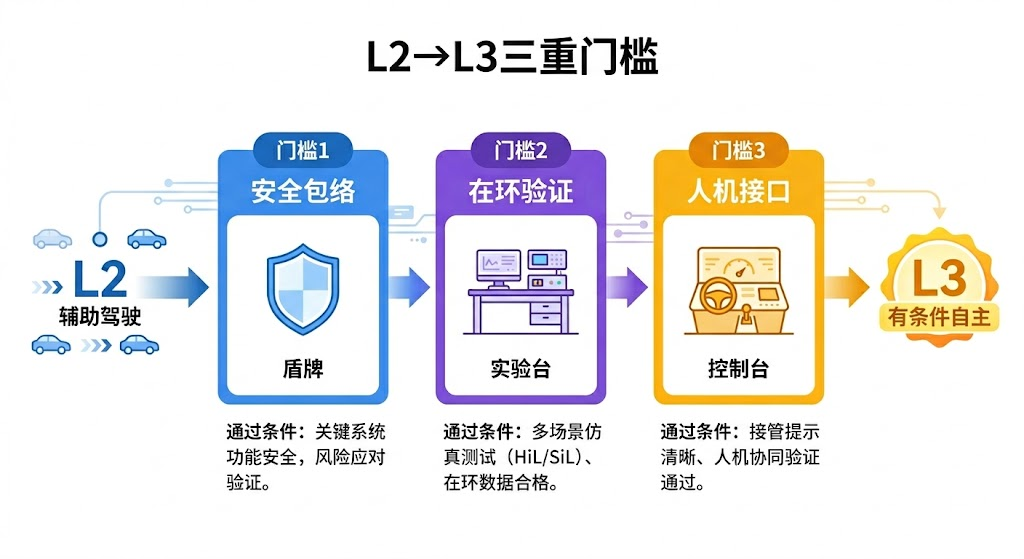 L2→L3三重门槛
L2
辅助驾驶
门槛1
安全包络
盾牌
通过条件：关键系统
功能安全，风险应对
验证。
门槛2
在环验证
实验台
通过条件：多场景仿
真测试（HiL/SiL）、
在环数据合格。
门槛3
人机接口
控制台
通过条件：接管提示
清晰、人机协同验证
通过。
L3
有条件自主